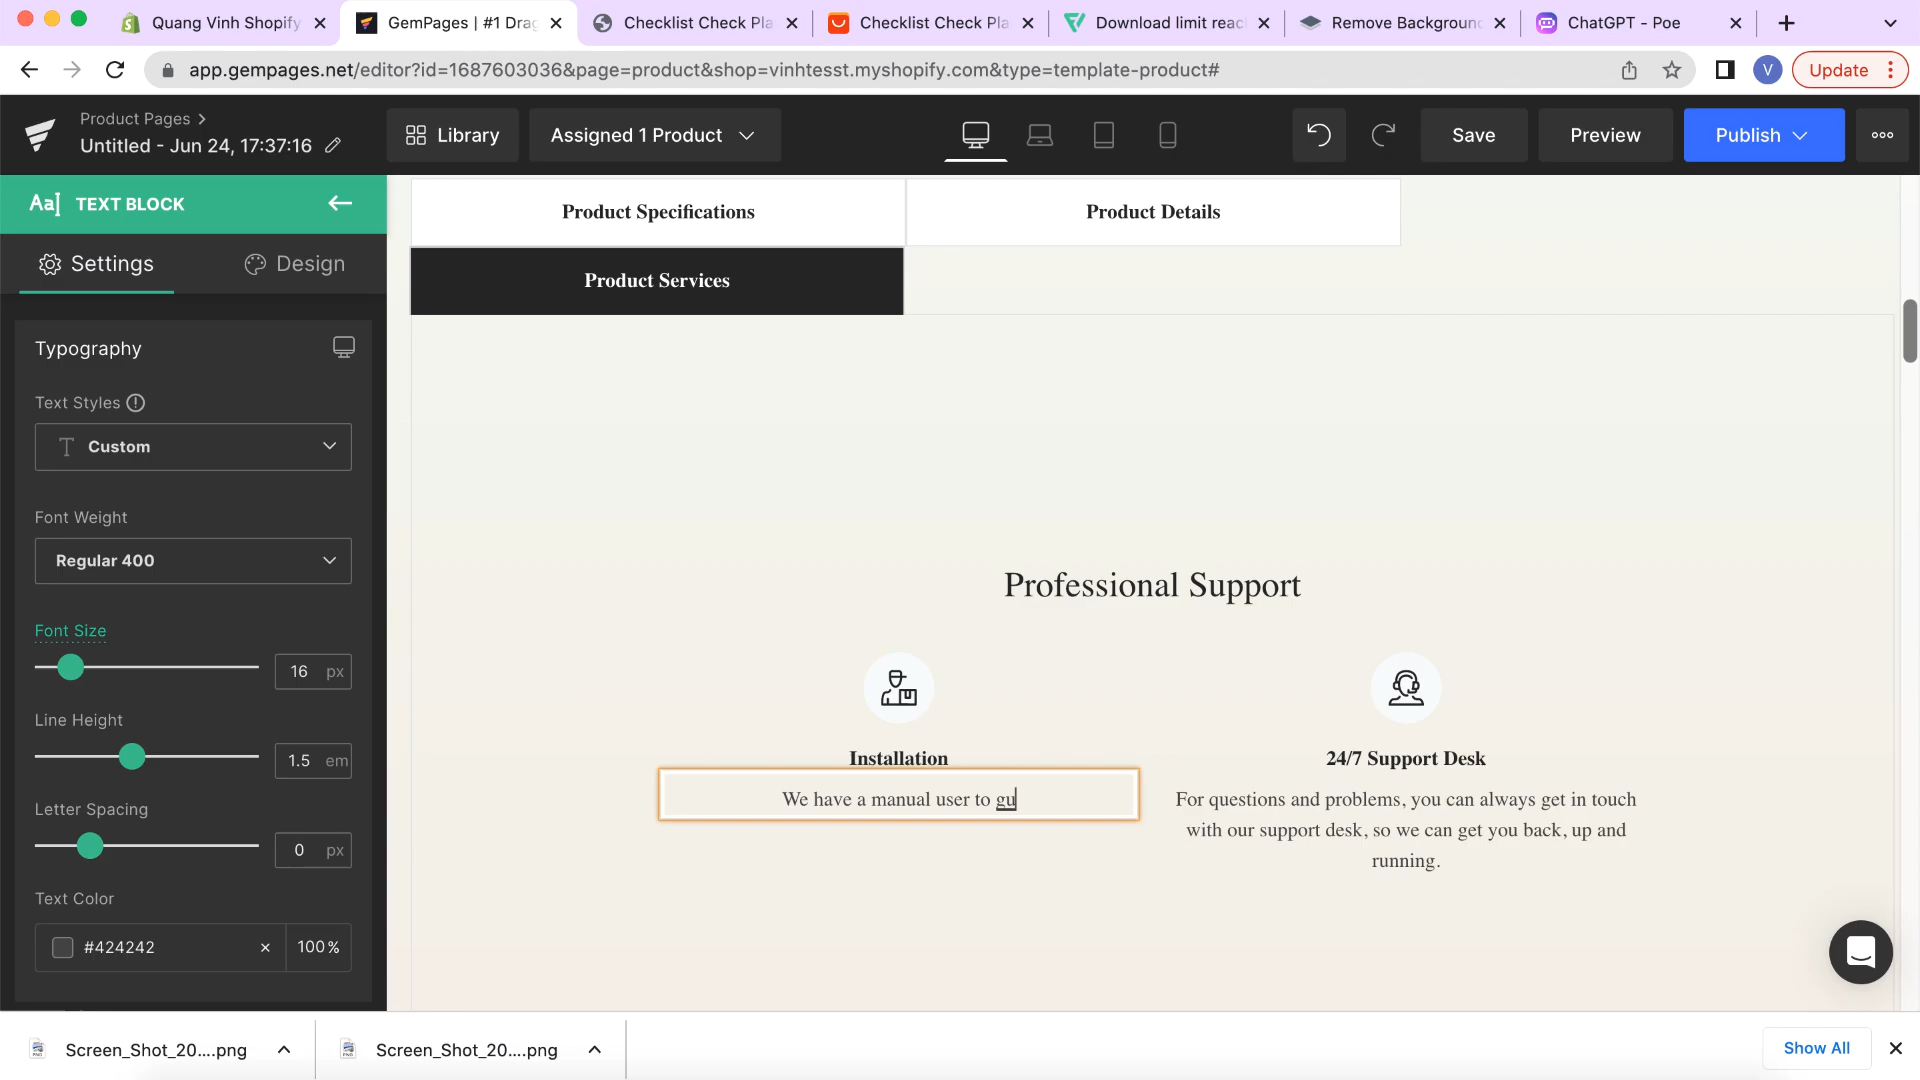 Quang Vinh Shopify
GemPages | #1 Drag
Checklist Check Pla
Checklist Check Pla
Download limit reac
Remove Background
ChatGPT - Poe
app.gempages.net/editor?id=1687603036&page=product&shop=vinhtesst.myshopify.com&type=template-product#
V
Update
Product Pages
Untitled - Jun 24, 17:37:16
Library
Assigned 1 Product
Save
Preview
Publish
Aa
TEXT BLOCK
Settings
Design
Typography
Text Styles
T Custom
Font Weight
Regular 400
Font Size
16 px
Line Height
1.5 em
Letter Spacing
0 px
Text Color
#424242
100%
Product Specifications
Product Details
Product Services
Professional Support
Installation
We have a manual user to gu
24/7 Support Desk
For questions and problems, you can always get in touch
with our support desk, so we can get you back, up and
running.
Screen_Shot_20....png
Screen_Shot_20....png
Show All